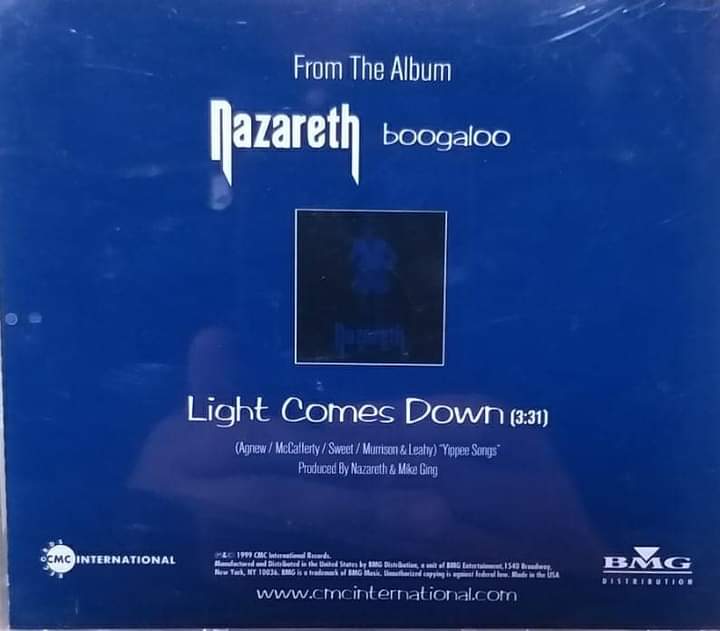 From The Album
Nazareth boogaloo
Nazareth
Light Comes Down (3:31)
(Agnew / McCafferty / Sweet / Murrison & Leahy) "Yippee Songs"
Produced By Nazareth & Mike Ging
CMC INTERNATIONAL
℗&© 1999 CMC International Records.
Manufactured and Distributed in the United States by BMG Distribution, a unit of BMG Entertainment, 1540 Broadway,
New York, NY 10036. BMG is a trademark of BMG Music. Unauthorized copying is against federal law. Made in the USA
www.cmcinternational.com
BMG
DISTRIBUTION